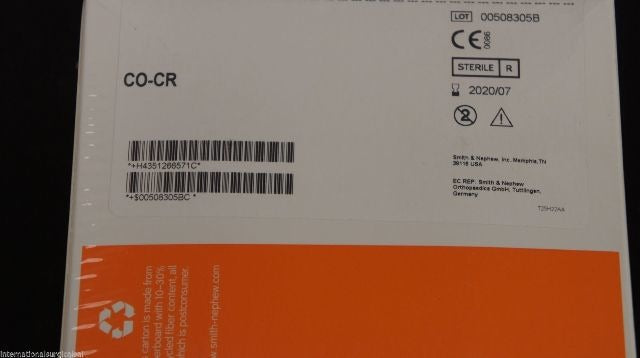 LOT 00508305B
CE 0086
STERILE R
2020/07
CO-CR
*+H4351266571C*
*+$00508305BC *
Smith & Nephew, Inc. Memphis, TN
38116 USA
EC REP: Smith & Nephew
Orthopaedics GmbH, Tuttlingen,
Germany
carton is made from
erboard with 10-30%
cled fiber content, all
which is postconsumer.
w.smith-nephew.com